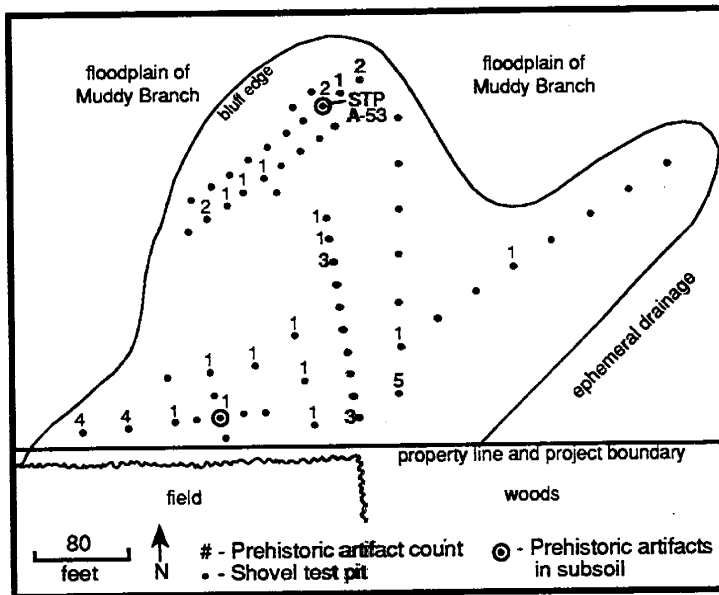 floodplain of
Muddy Branch
floodplain of
Muddy Branch
bluff edge
2 1 2
STP
A-53
1
1
1
2
1
1
3
1
1
1
1
1
1
1
5
4
4
1
1
1
3
ephemeral drainage
property line and project boundary
field
woods
80
feet
N
# - Prehistoric artifact count
• - Shovel test pit
- Prehistoric artifacts
in subsoil